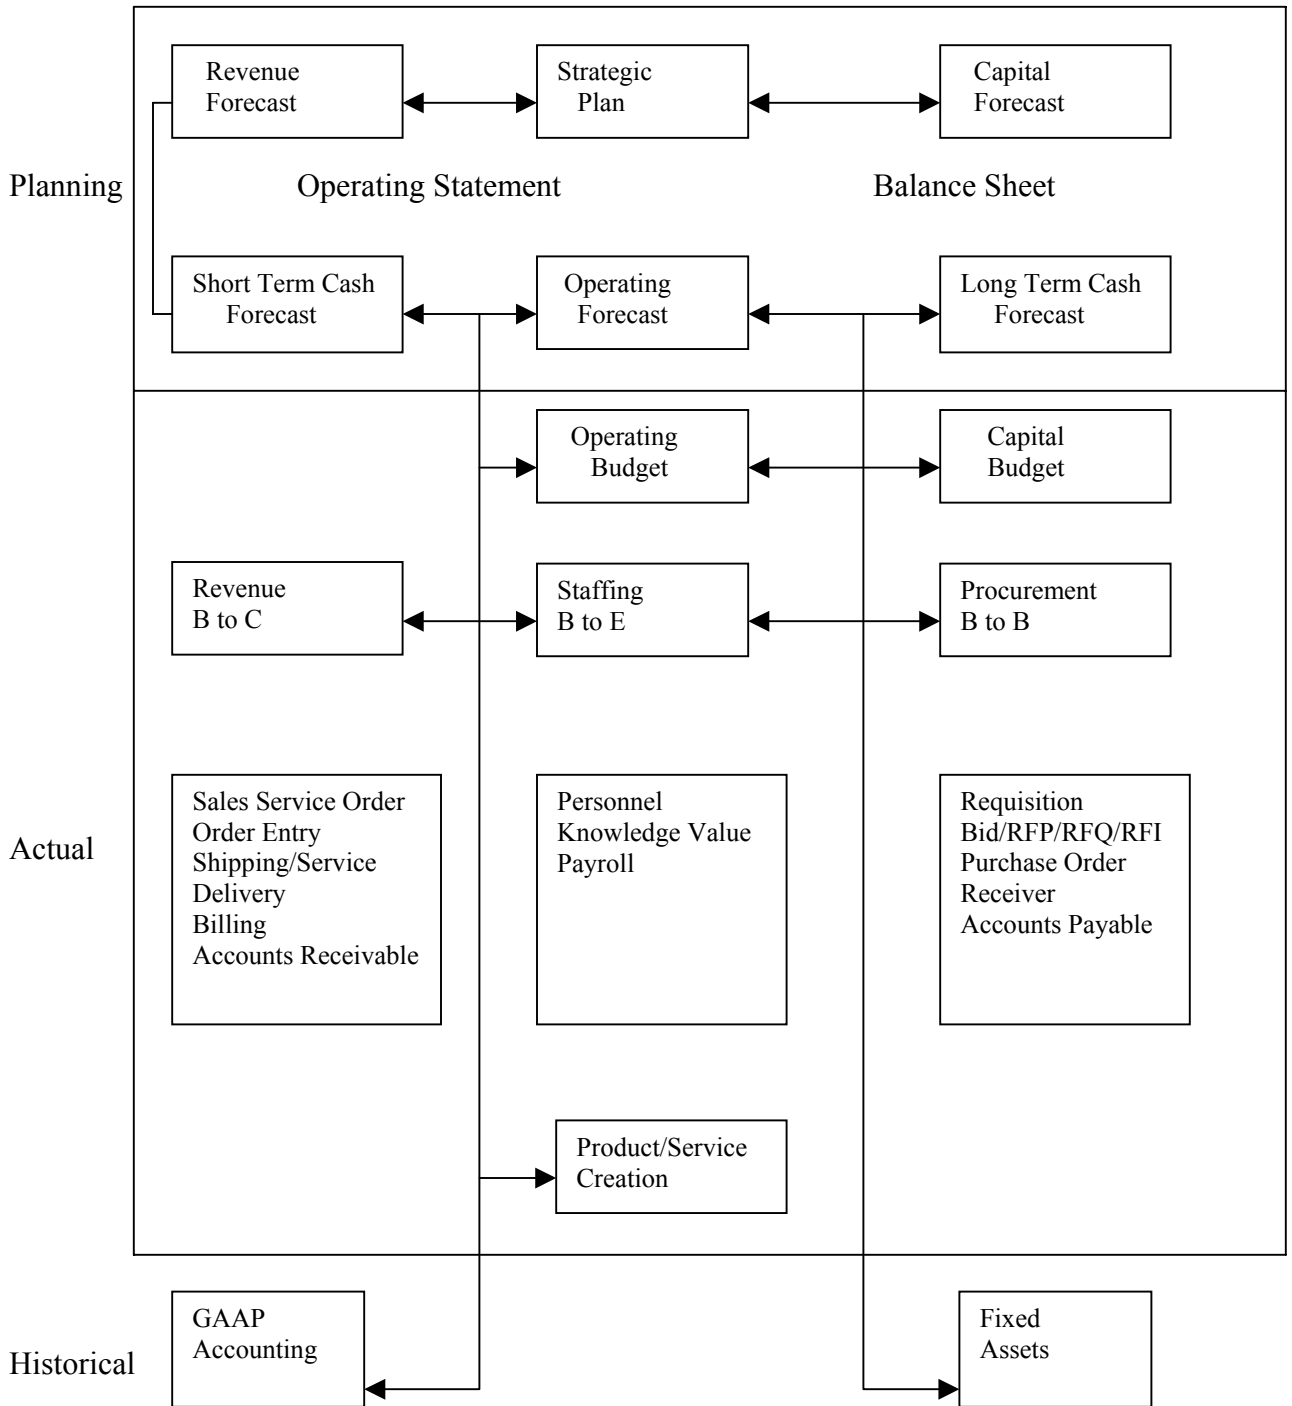 Revenue
Forecast
Strategic
Plan
Capital
Forecast
Planning
Operating Statement
Balance Sheet
Short Term Cash
Forecast
Operating
Forecast
Long Term Cash
Forecast
Operating
Budget
Capital
Budget
Revenue
B to C
Staffing
B to E
Procurement
B to B
Actual
Sales Service Order
Order Entry
Shipping/Service
Delivery
Billing
Accounts Receivable
Personnel
Knowledge Value
Payroll
Requisition
Bid/RFP/RFQ/RFI
Purchase Order
Receiver
Accounts Payable
Product/Service
Creation
Historical
GAAP
Accounting
Fixed
Assets